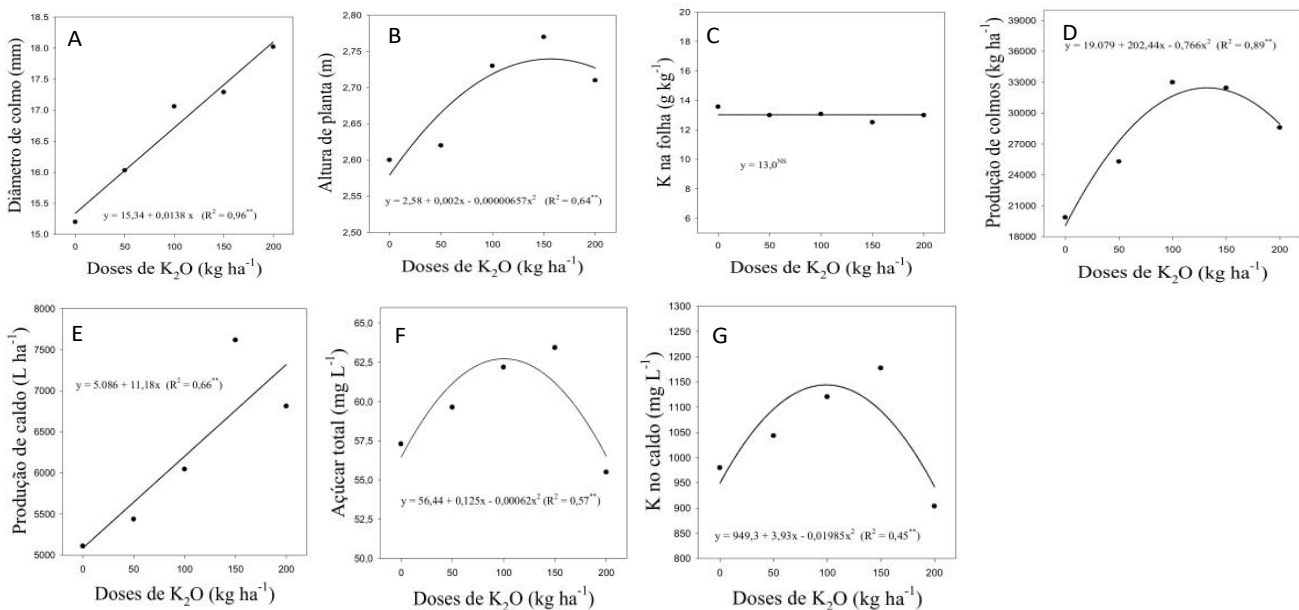 A
Diâmetro de colmo (mm)
18.5
18.0
17.5
17.0
16.5
16.0
15.5
15.0
y = 15,34 + 0,0138 x (R² = 0,96**)
0 50 100 150 200
Doses de K₂O (kg ha⁻¹)
B
Altura de planta (m)
2,80
2,75
2,70
2,65
2,60
2,55
2,50
y = 2,58 + 0,002x - 0,00000657x² (R² = 0,64**)
0 50 100 150 200
Doses de K₂O (kg ha⁻¹)
C
K na folha (g kg⁻¹)
20
18
16
14
12
10
8
6
y = 13,0ᴺˢ
0 50 100 150 200
Doses de K₂O (kg ha⁻¹)
D
Produção de colmos (kg ha⁻¹)
39000
36000
33000
30000
27000
24000
21000
18000
y = 19.079 + 202,44x - 0,766x² (R² = 0,89**)
0 50 100 150 200
Doses de K₂O (kg ha⁻¹)
E
Produção de caldo (L ha⁻¹)
8000
7500
7000
6500
6000
5500
5000
y = 5.086 + 11,18x (R² = 0,66**)
0 50 100 150 200
Doses de K₂O (kg ha⁻¹)
F
Açúcar total (mg L⁻¹)
65,0
62,5
60,0
57,5
55,0
52,5
50,0
y = 56,44 + 0,125x - 0,00062x² (R² = 0,57**)
0 50 100 150 200
Doses de K₂O (kg ha⁻¹)
G
K no caldo (mg L⁻¹)
1300
1250
1200
1150
1100
1050
1000
950
900
850
800
y = 949,3 + 3,93x - 0,01985x² (R² = 0,45**)
0 50 100 150 200
Doses de K₂O (kg ha⁻¹)